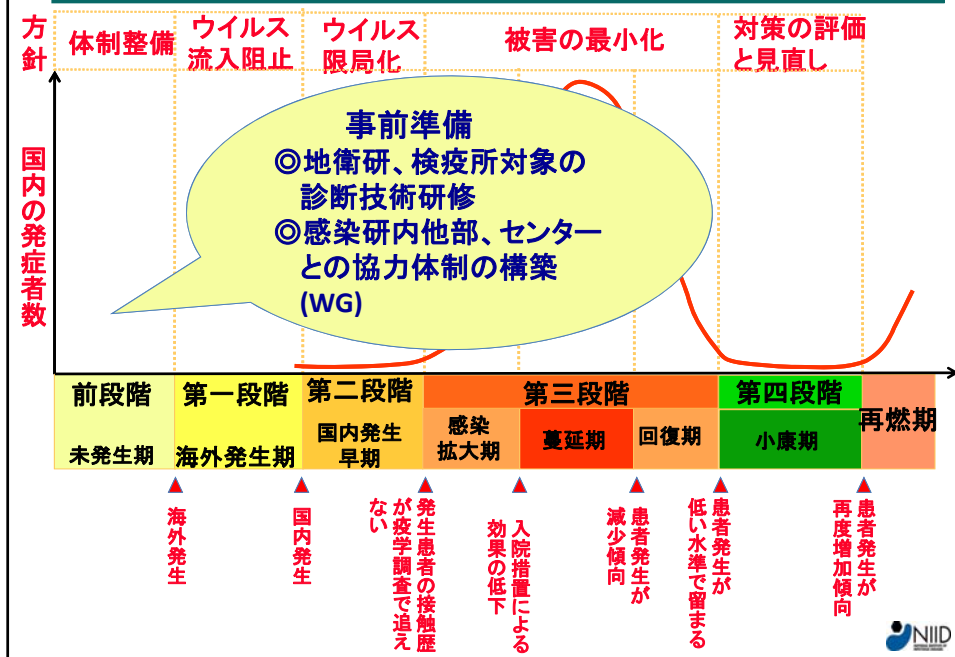 方針
体制整備
ウイルス
流入阻止
ウイルス
限局化
被害の最小化
対策の評価
と見直し
国内の発症者数
事前準備
◎地衛研、検疫所対象の
診断技術研修
◎感染研内他部、センター
との協力体制の構築
(WG)
前段階
未発生期
第一段階
海外発生期
第二段階
国内発生
早期
第三段階
感染
拡大期
蔓延期
回復期
第四段階
小康期
再燃期
海外発生
国内発生
発生患者の接触歴
が疫学調査で追え
ない
入院措置による
効果の低下
患者発生が
減少傾向
患者発生が
低い水準で留まる
患者発生が
再度増加傾向
NIID